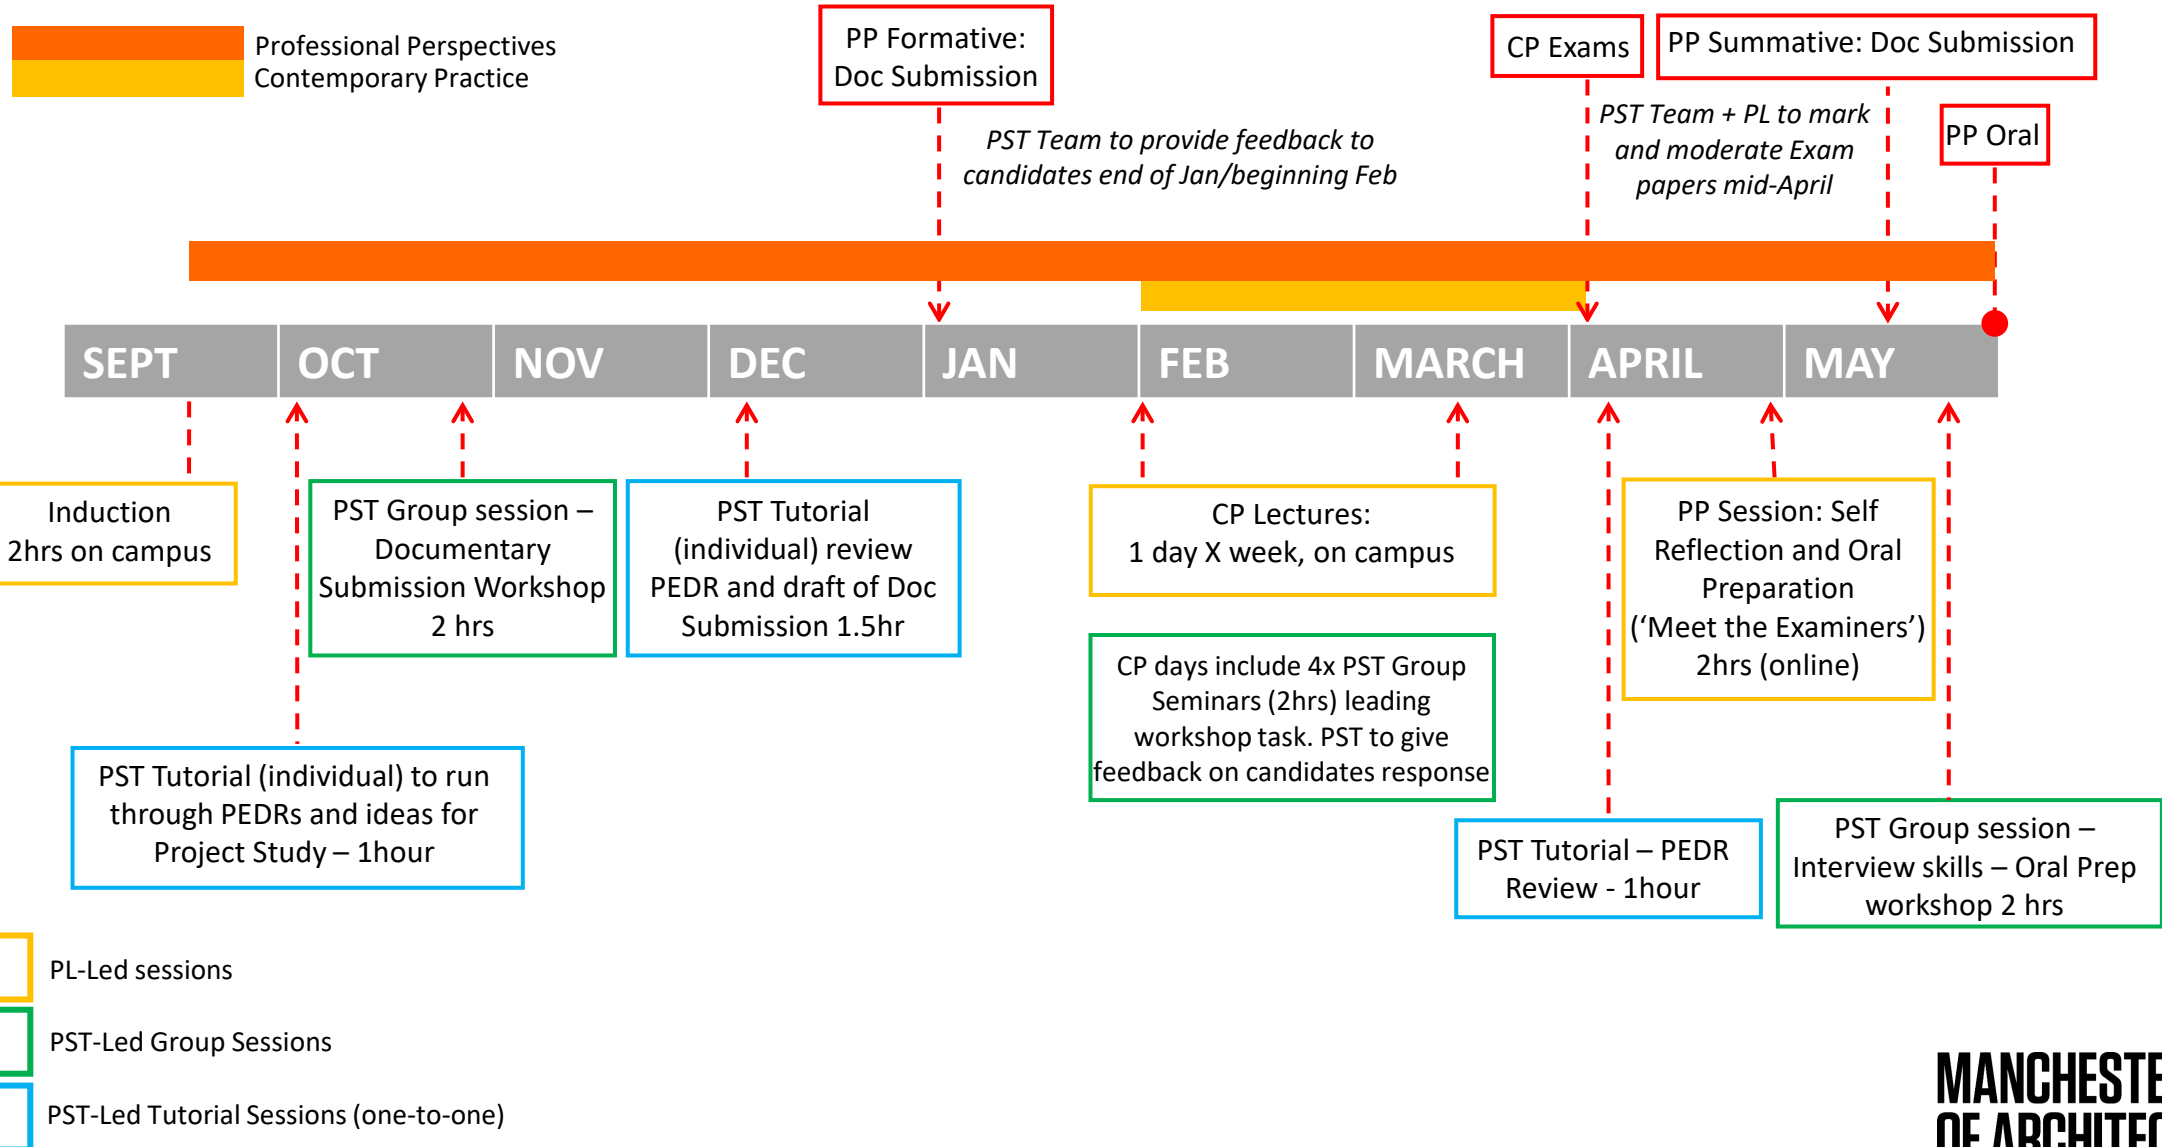 Professional Perspectives
Contemporary Practice
PP Formative:
Doc Submission
CP Exams
PP Summative: Doc Submission
PP Oral
PST Team to provide feedback to
candidates end of Jan/beginning Feb
PST Team + PL to mark
and moderate Exam
papers mid-April
SEPT
OCT
NOV
DEC
JAN
FEB
MARCH
APRIL
MAY
Induction
2hrs on campus
PST Group session –
Documentary
Submission Workshop
2 hrs
PST Tutorial
(individual) review
PEDR and draft of Doc
Submission 1.5hr
CP Lectures:
1 day X week, on campus
PP Session: Self
Reflection and Oral
Preparation
(‘Meet the Examiners’)
2hrs (online)
CP days include 4x PST Group
Seminars (2hrs) leading
workshop task. PST to give
feedback on candidates response
PST Tutorial (individual) to run
through PEDRs and ideas for
Project Study – 1hour
PST Tutorial – PEDR
Review - 1hour
PST Group session –
Interview skills – Oral Prep
workshop 2 hrs
PL-Led sessions
PST-Led Group Sessions
PST-Led Tutorial Sessions (one-to-one)
MANCHESTE
OF ARCHITEC